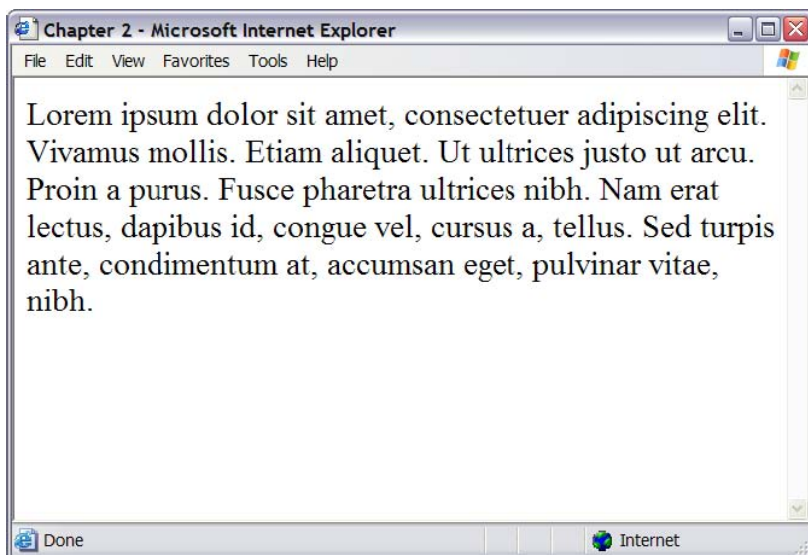 Chapter 2 - Microsoft Internet Explorer
File Edit View Favorites Tools Help
Lorem ipsum dolor sit amet, consectetuer adipiscing elit.
Vivamus mollis. Etiam aliquet. Ut ultrices justo ut arcu.
Proin a purus. Fusce pharetra ultrices nibh. Nam erat
lectus, dapibus id, congue vel, cursus a, tellus. Sed turpis
ante, condimentum at, accumsan eget, pulvinar vitae,
nibh.
Done Internet